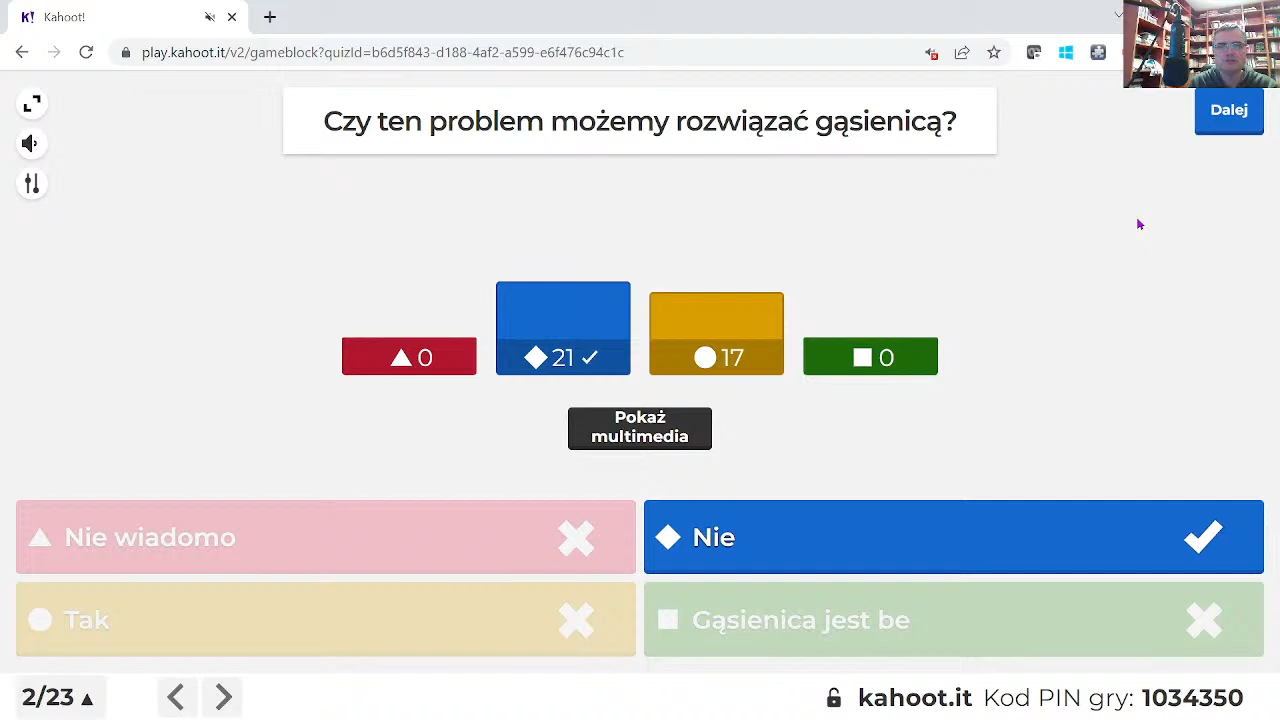 K! Kahoot!
play.kahoot.it/v2/gameblock?quizId=b6d5f843-d188-4af2-a599-e6f476c94c1c
Czy ten problem możemy rozwiązać gąsienicą?
Dalej
0
21
17
0
Pokaż
multimedia
Nie wiadomo
Nie
Tak
Gąsienica jest be
2/23
kahoot.it Kod PIN gry: 1034350